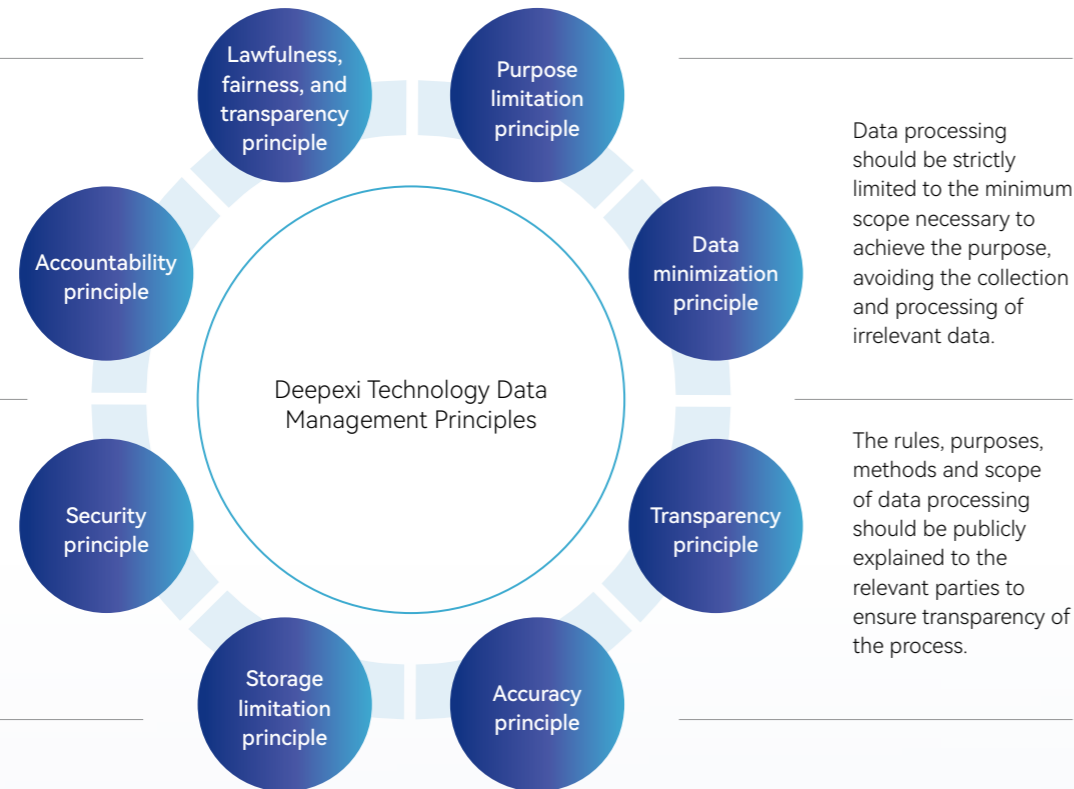 Lawfulness,
fairness, and
transparency
principle
Purpose
limitation
principle
Data processing
should be strictly
limited to the minimum
scope necessary to
achieve the purpose,
avoiding the collection
and processing of
irrelevant data.
Accountability
principle
Data
minimization
principle
Deepexi Technology Data
Management Principles
Security
principle
Transparency
principle
The rules, purposes,
methods and scope
of data processing
should be publicly
explained to the
relevant parties to
ensure transparency of
the process.
Storage
limitation
principle
Accuracy
principle